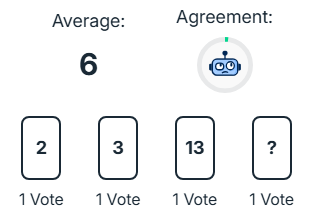 Average:
Agreement:
6
2 3 13 ?
1 Vote 1 Vote 1 Vote 1 Vote